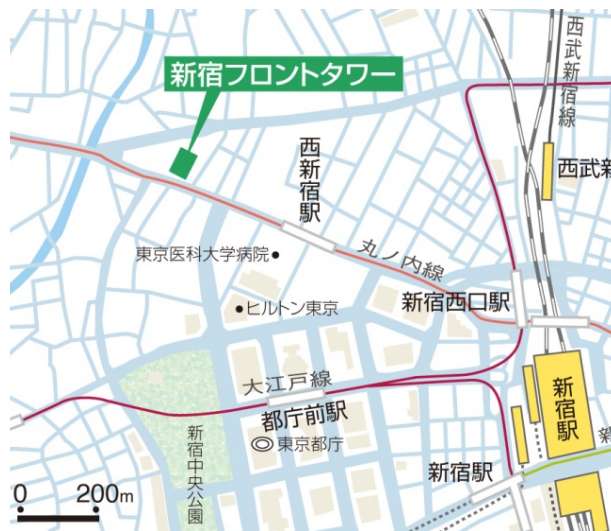 西武新宿線
新宿フロントタワー
西新宿駅
西武新
東京医科大学病院
丸ノ内線
新宿西口駅
ヒルトン東京
大江戸線
新宿駅
都庁前駅
新宿中央公園
東京都庁
新宿駅
0 200m